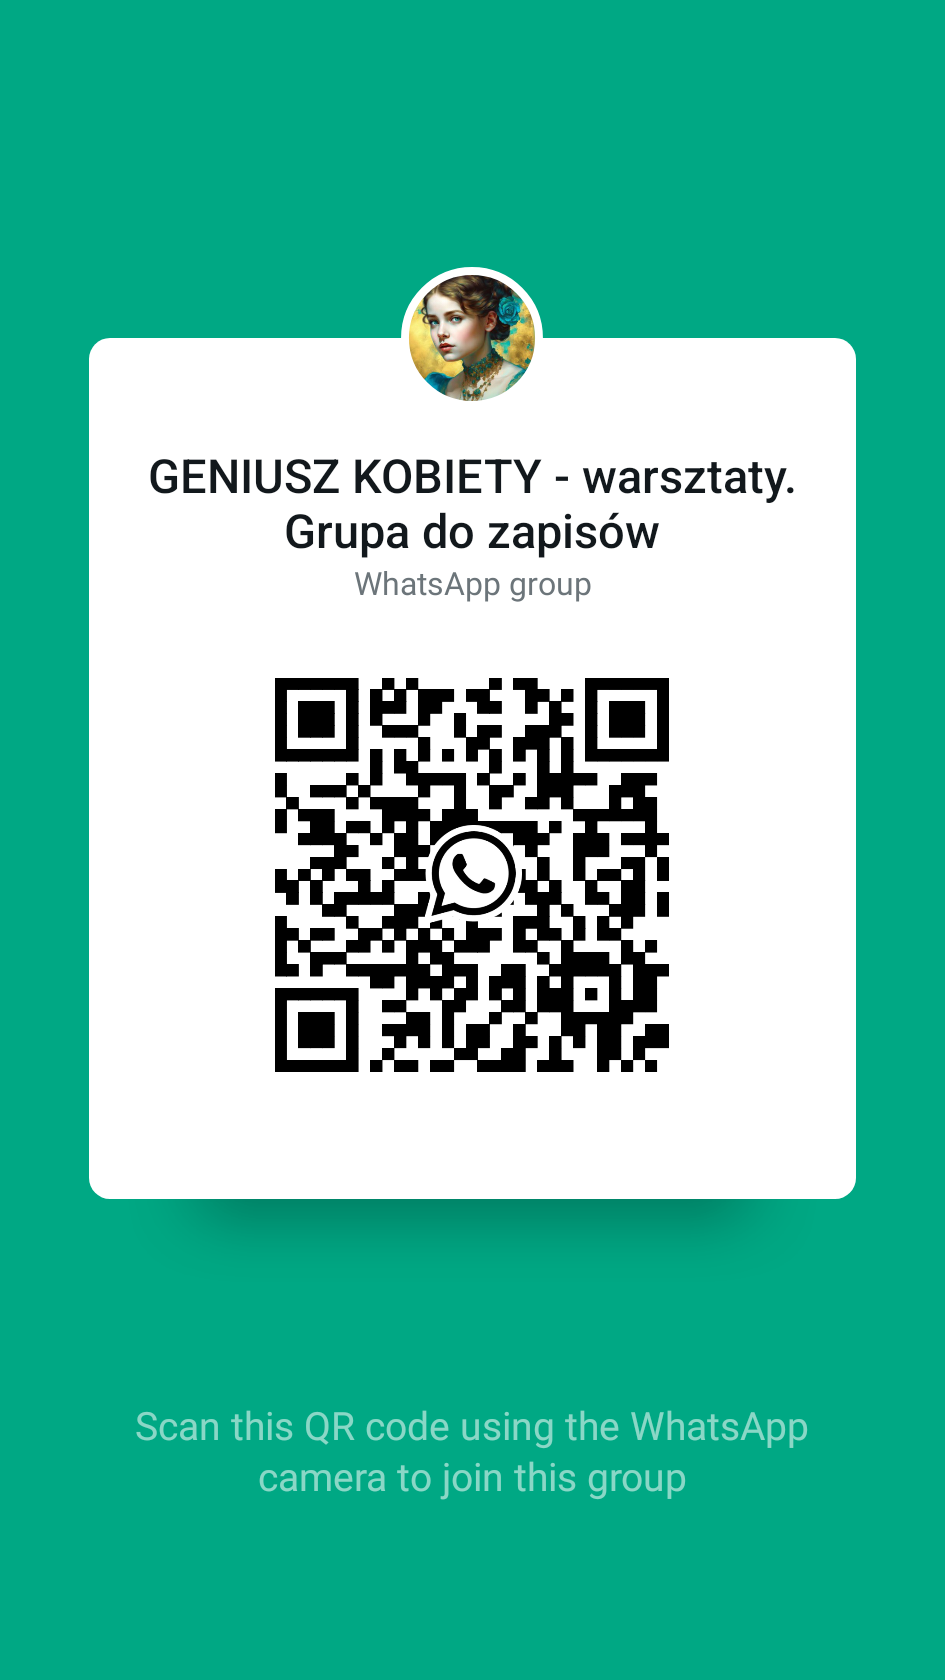 GENIUSZ KOBIETY - warsztaty.
Grupa do zapisów
WhatsApp group
Scan this QR code using the WhatsApp
camera to join this group